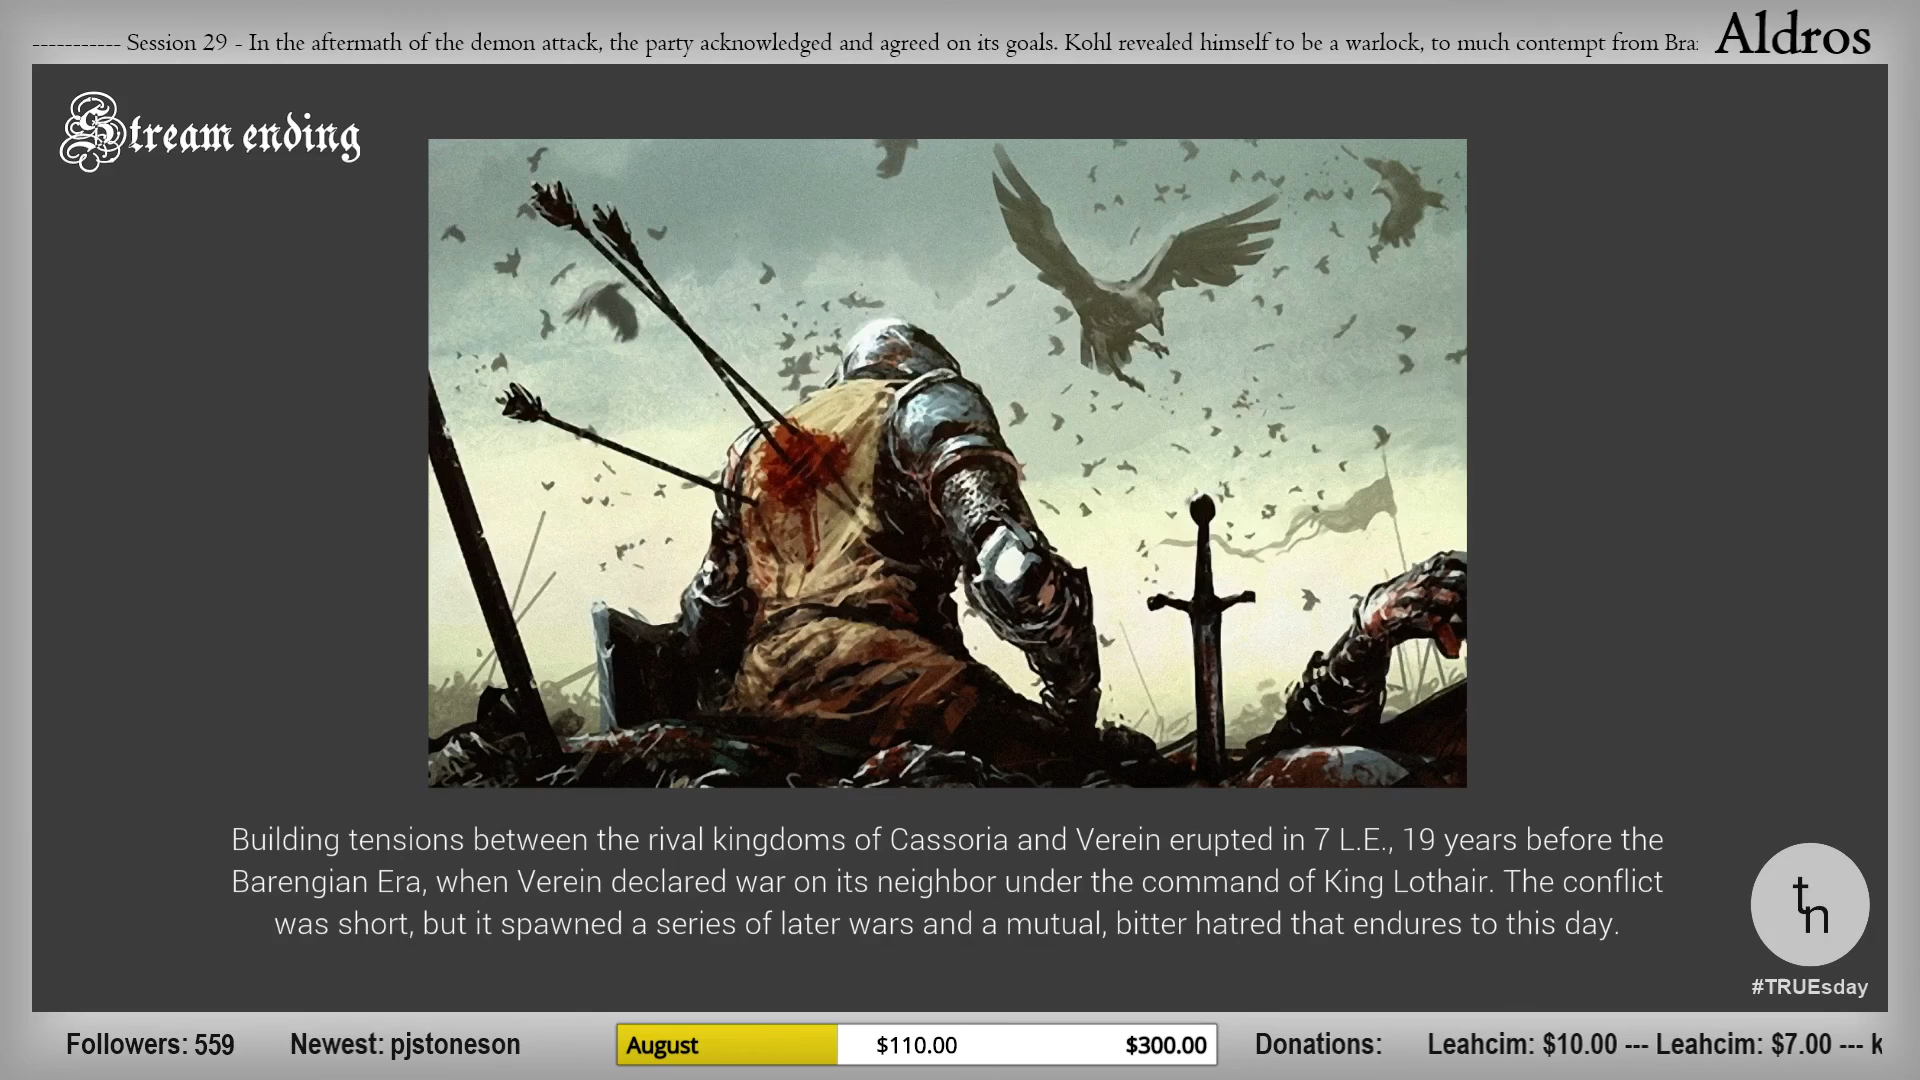 ----------- Session 29 - In the aftermath of the demon attack, the party acknowledged and agreed on its goals. Kohl revealed himself to be a warlock, to much contempt from
Aldros
Stream ending
Building tensions between the rival kingdoms of Cassoria and Verein erupted in 7 L.E., 19 years before the
Barengian Era, when Verein declared war on its neighbor under the command of King Lothair. The conflict
was short, but it spawned a series of later wars and a mutual, bitter hatred that endures to this day.
tn
#TRUEsday
Followers: 559 Newest: pjstoneson August $110.00 $300.00 Donations: Leahcim: $10.00 --- Leahcim: $7.00 --- k